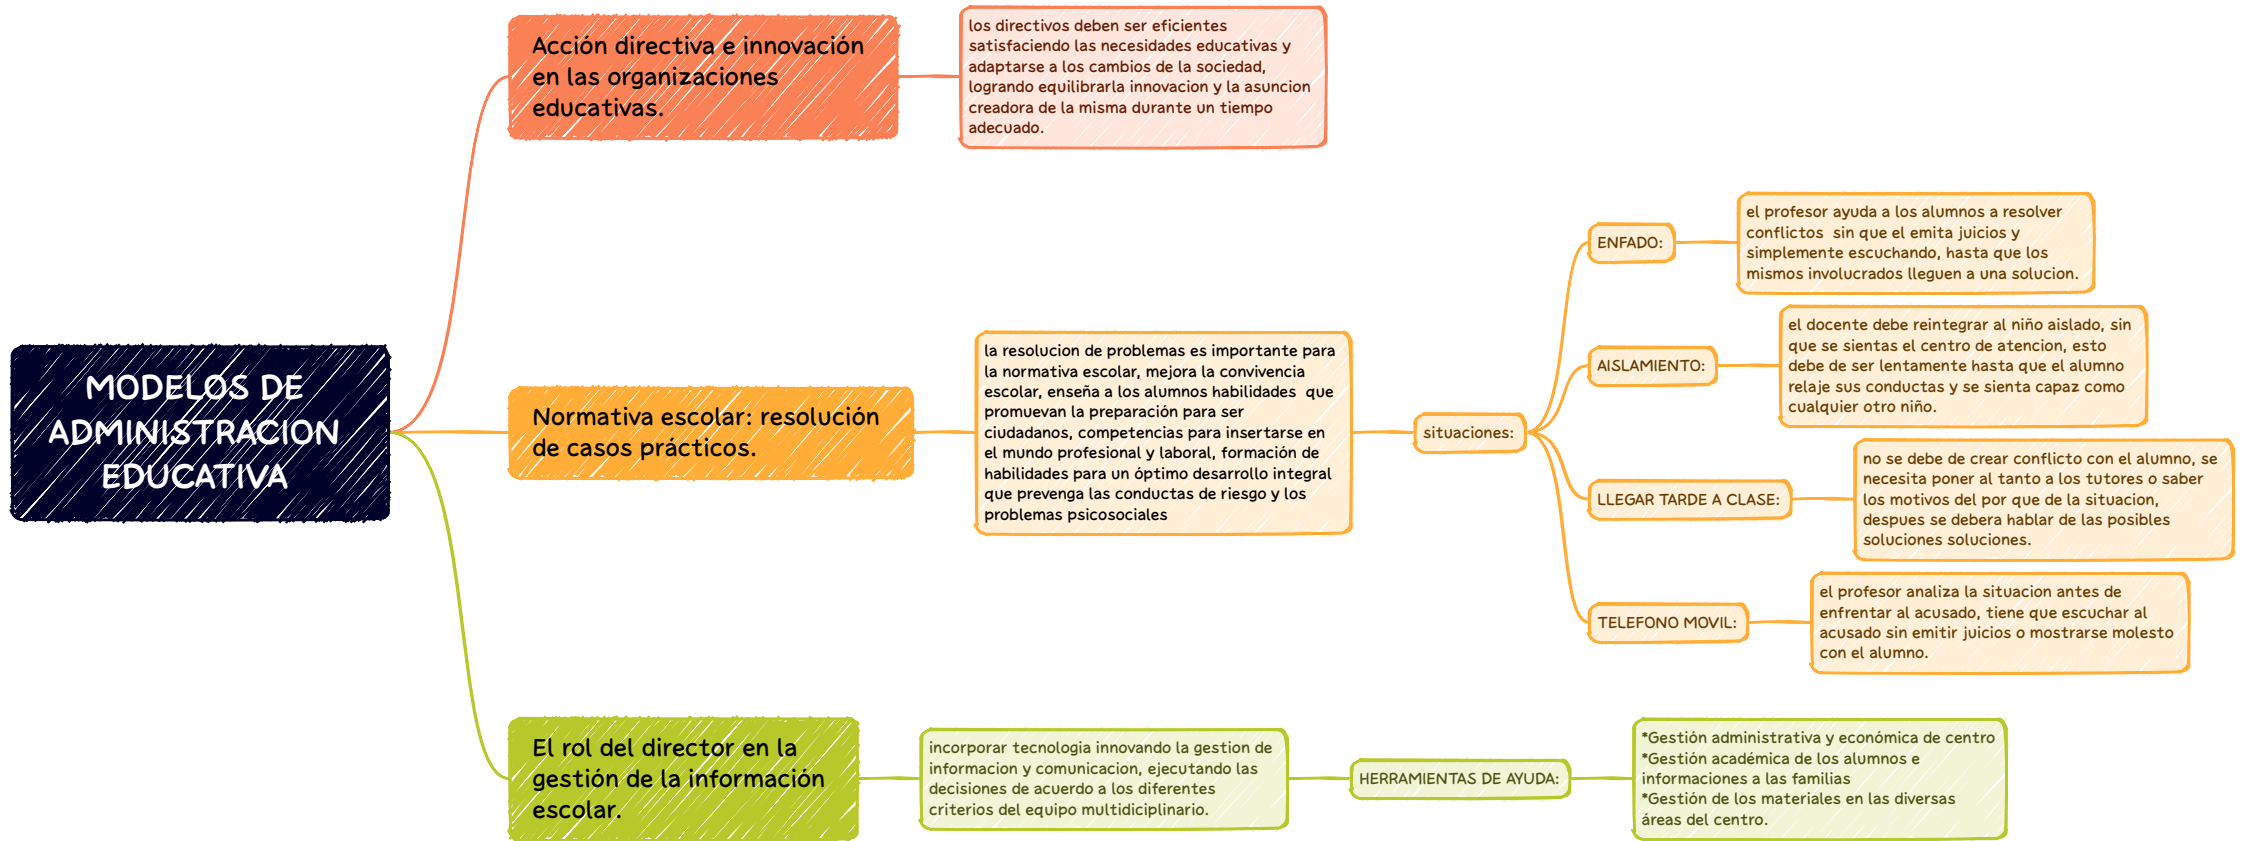 MODELOS DE
ADMINISTRACION
EDUCATIVA
Acción directiva e innovación
en las organizaciones
educativas.
los directivos deben ser eficientes
satisfaciendo las necesidades educativas y
adaptarse a los cambios de la sociedad,
logrando equilibrarla innovacion y la asuncion
creadora de la misma durante un tiempo
adecuado.
Normativa escolar: resolución
de casos prácticos.
la resolucion de problemas es importante para
la normativa escolar, mejora la convivencia
escolar, enseña a los alumnos habilidades  que
promuevan la preparación para ser
ciudadanos, competencias para insertarse en
el mundo profesional y laboral, formación de
habilidades para un óptimo desarrollo integral
que prevenga las conductas de riesgo y los
problemas psicosociales
situaciones:
ENFADO:
el profesor ayuda a los alumnos a resolver
conflictos  sin que el emita juicios y
simplemente escuchando, hasta que los
mismos involucrados lleguen a una solucion.
AISLAMIENTO:
el docente debe reintegrar al niño aislado, sin
que se sientas el centro de atencion, esto
debe de ser lentamente hasta que el alumno
relaje sus conductas y se sienta capaz como
cualquier otro niño.
LLEGAR TARDE A CLASE:
no se debe de crear conflicto con el alumno, se
necesita poner al tanto a los tutores o saber
los motivos del por que de la situacion,
despues se debera hablar de las posibles
soluciones soluciones.
TELEFONO MOVIL:
el profesor analiza la situacion antes de
enfrentar al acusado, tiene que escuchar al
acusado sin emitir juicios o mostrarse molesto
con el alumno.
El rol del director en la
gestión de la información
escolar.
incorporar tecnologia innovando la gestion de
informacion y comunicacion, ejecutando las
decisiones de acuerdo a los diferentes
criterios del equipo multidiciplinario.
HERRAMIENTAS DE AYUDA:
*Gestión administrativa y económica de centro
*Gestión académica de los alumnos e
informaciones a las familias
*Gestión de los materiales en las diversas
áreas del centro.